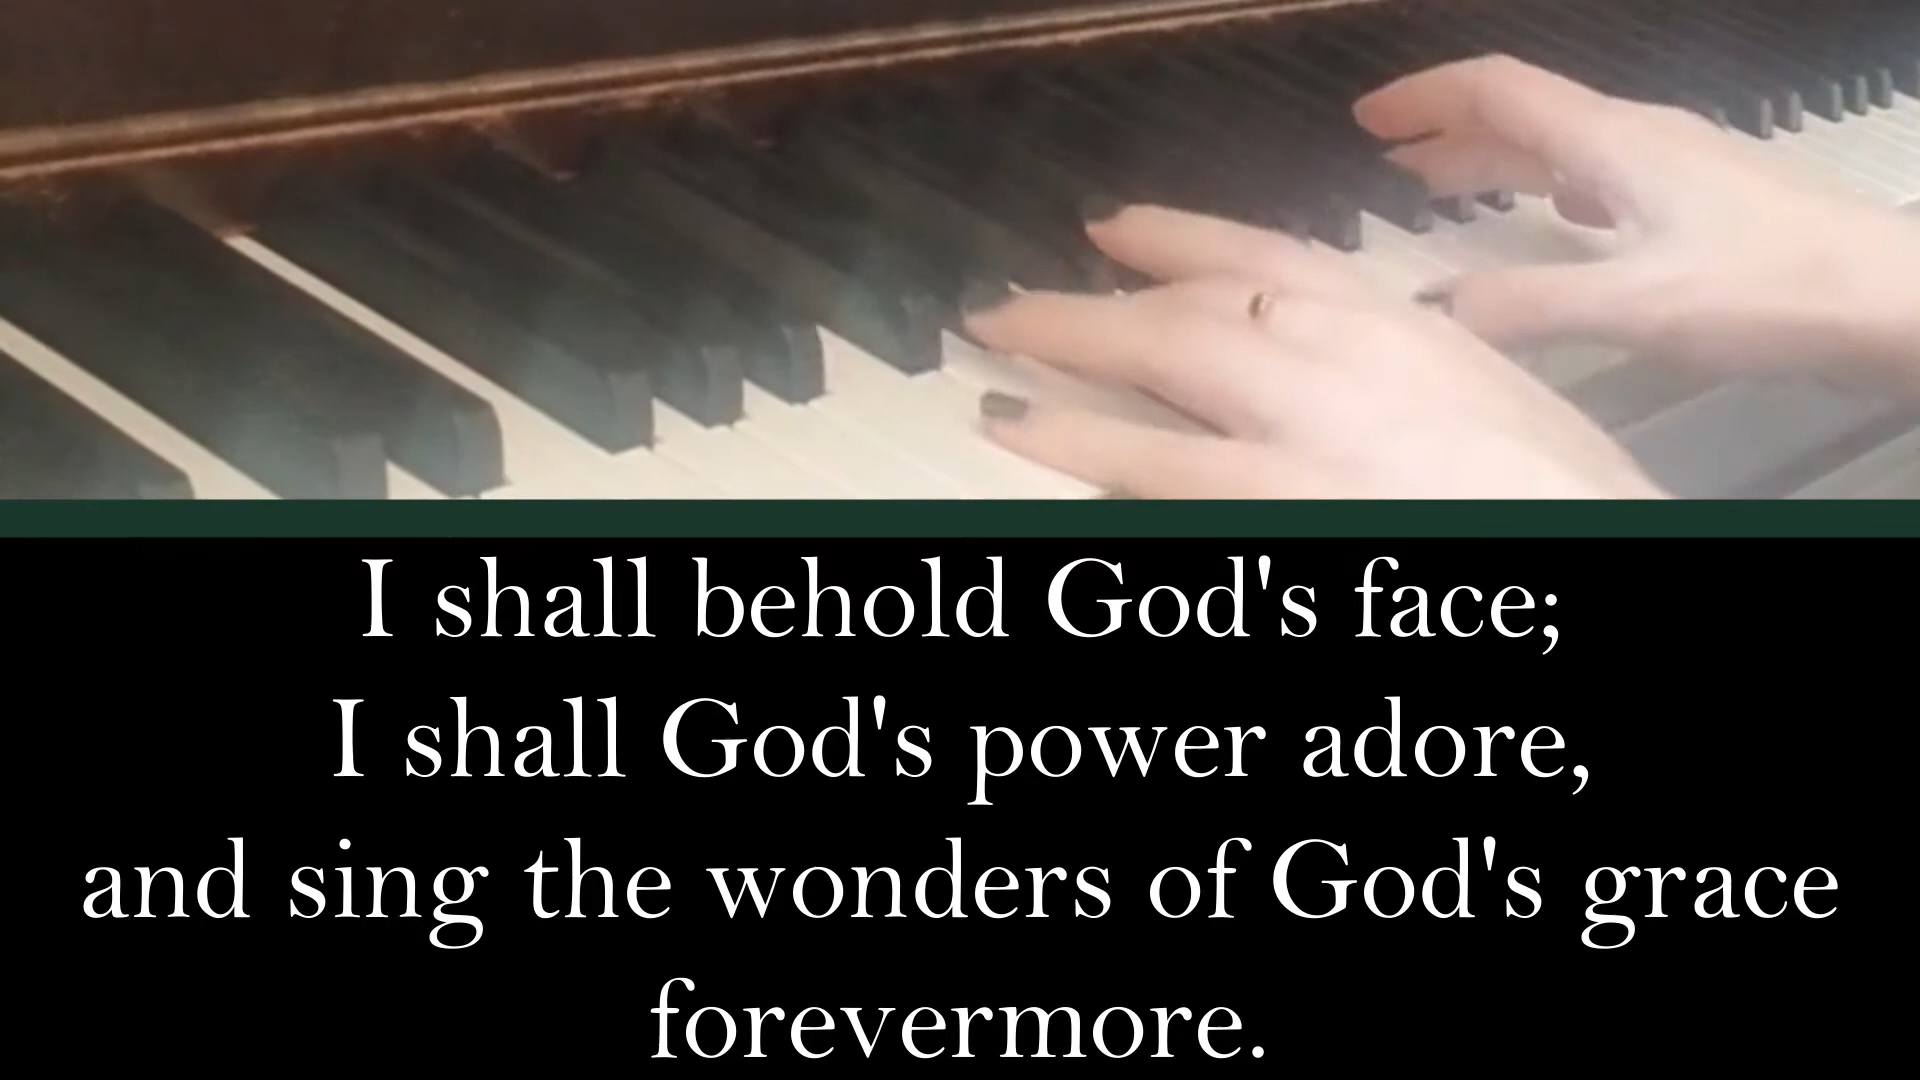 I shall behold God's face;
I shall God's power adore,
and sing the wonders of God's grace
forevermore.